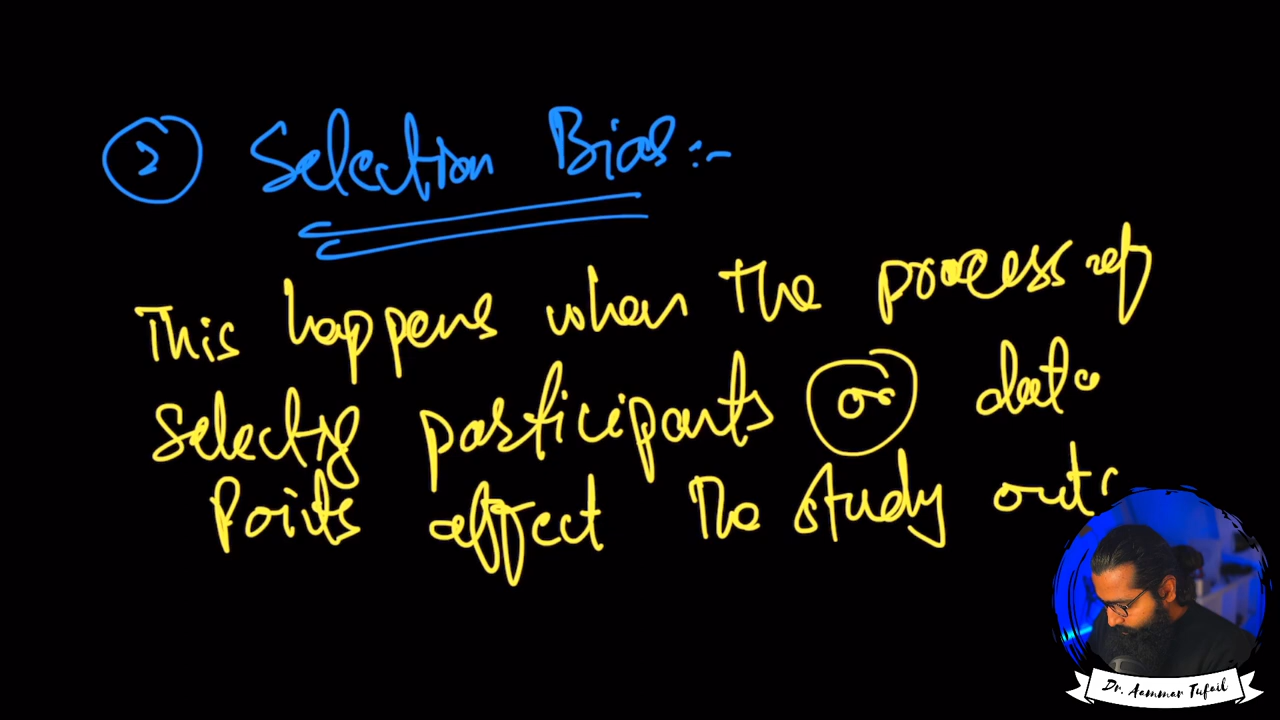 2 Selection Bias:-
This happens when the process of
selecting participants or data
Points affect the study
Dr. Aammar Tufail